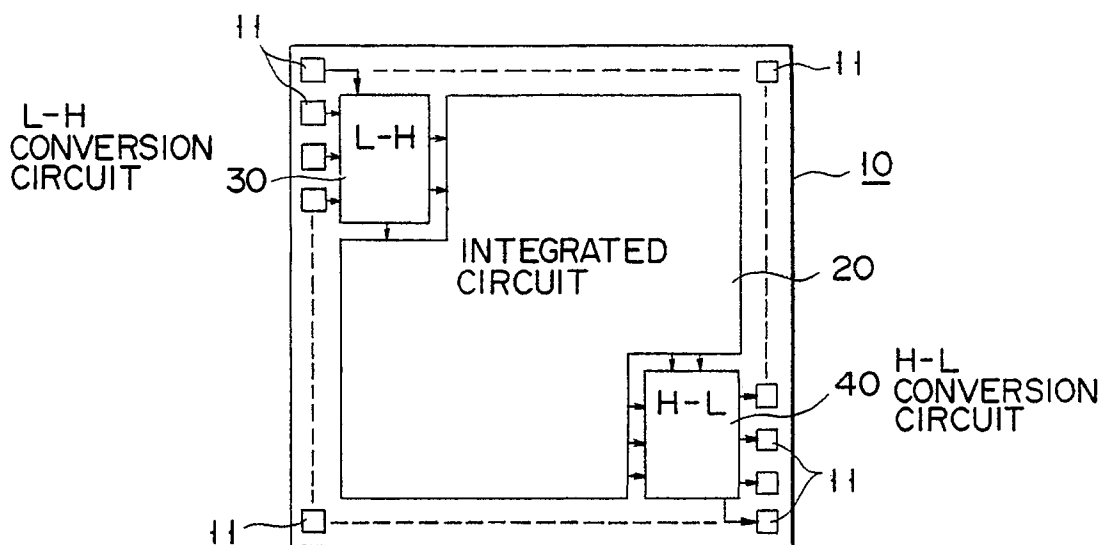 11
11
L-H
CONVERSION
CIRCUIT
L-H
30
10
INTEGRATED
CIRCUIT
20
H-L
40
H-L
CONVERSION
CIRCUIT
11
11